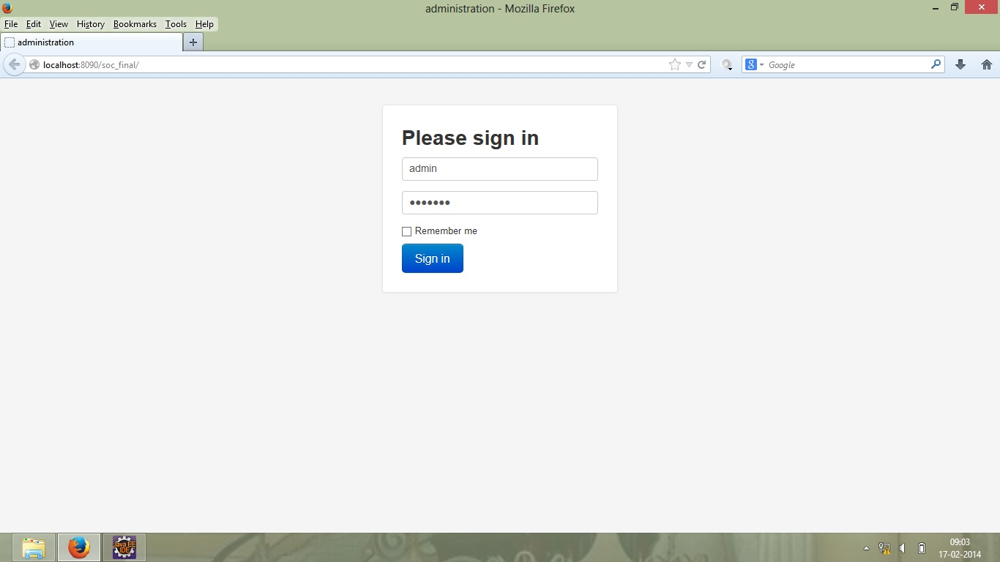 administration - Mozilla Firefox
File Edit View History Bookmarks Tools Help
administration
localhost:8090/soc_final/
8 Google
Please sign in
admin
Remember me
Sign in
Java EE
IDE
09:03
17-02-2014